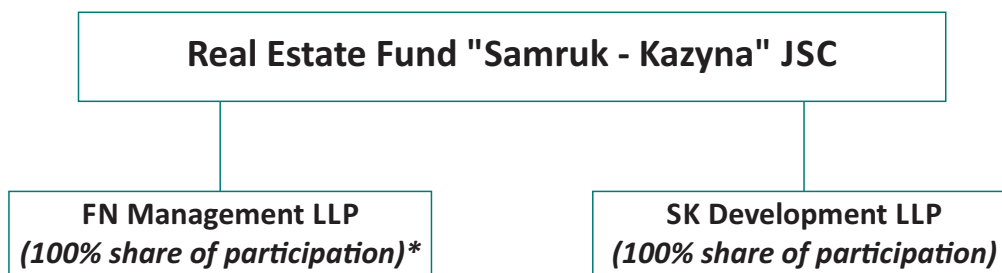 Real Estate Fund "Samruk - Kazyna" JSC
FN Management LLP
(100% share of participation)*
SK Development LLP
(100% share of participation)